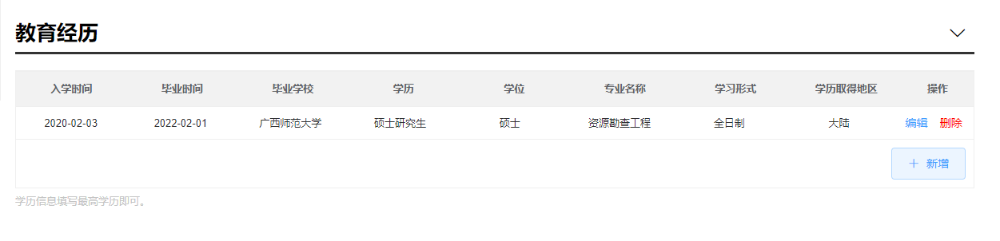 教育经历
入学时间 毕业时间 毕业学校 学历 学位 专业名称 学习形式 学历取得地区 操作
2020-02-03 2022-02-01 广西师范大学 硕士研究生 硕士 资源勘查工程 全日制 大陆 编辑 删除
＋ 新增
学历信息填写最高学历即可。